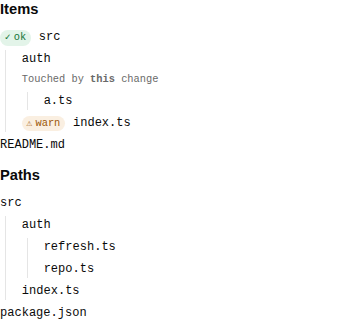 Items
✓ ok src
auth
Touched by this change
a.ts
⚠ warn index.ts
README.md
Paths
src
auth
refresh.ts
repo.ts
index.ts
package.json